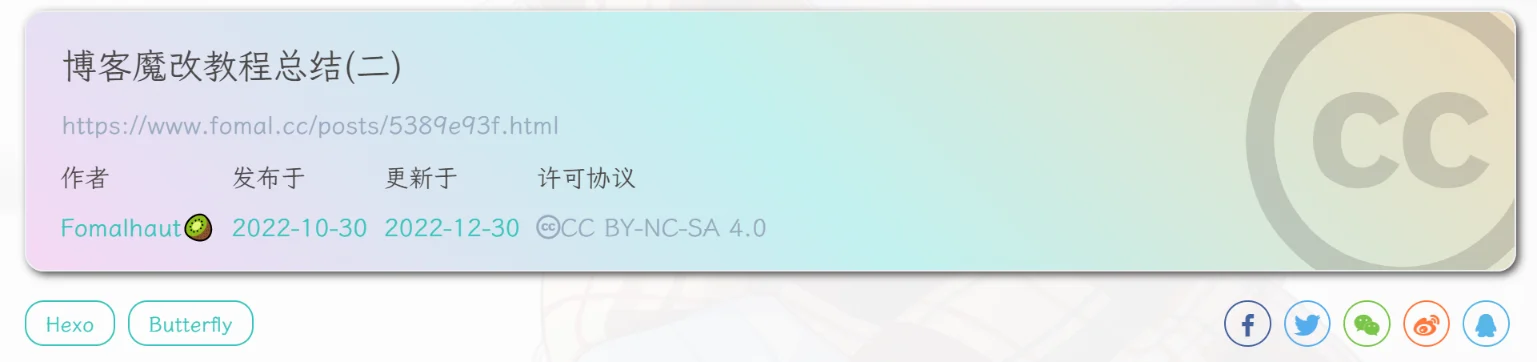 博客魔改教程总结(二)
https://www.fomal.cc/posts/5389e93f.html
作者 发布于 更新于 许可协议
Fomalhaut🥝 2022-10-30 2022-12-30 CC BY-NC-SA 4.0
cc
Hexo Butterfly